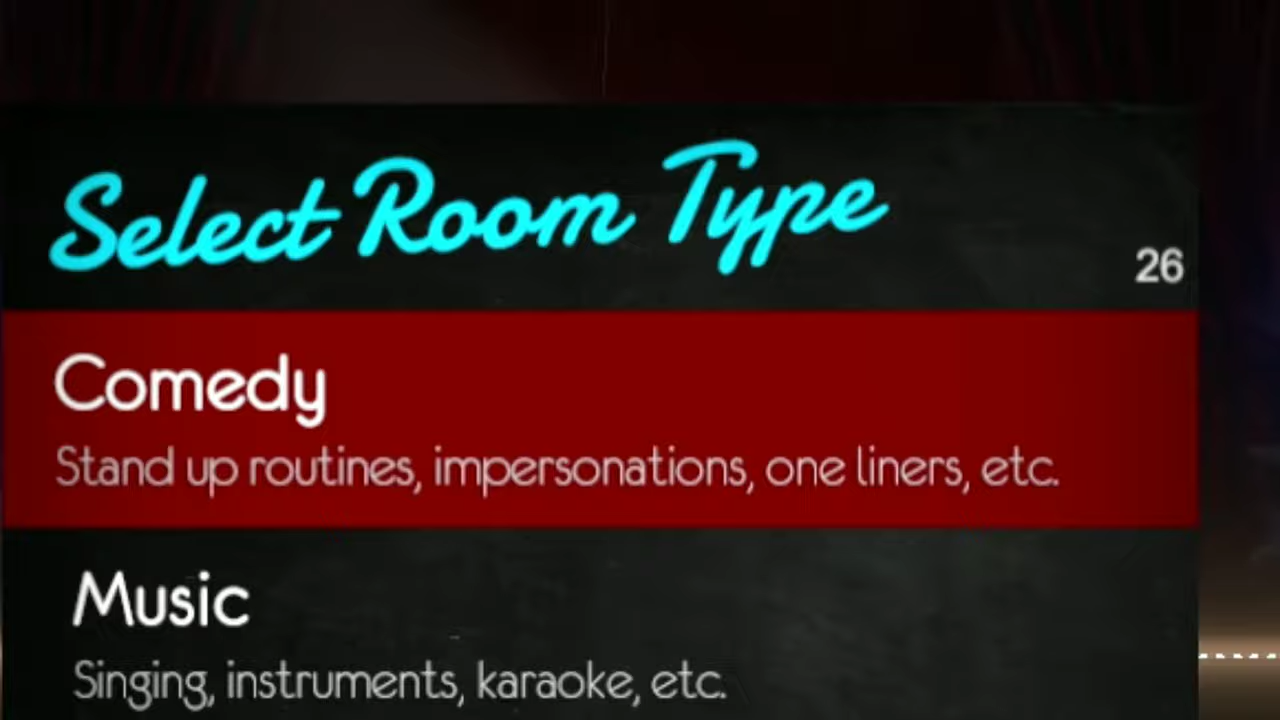 Select Room Type
26
Comedy
Stand up routines, impersonations, one liners, etc.
Music
Singing, instruments, karaoke, etc.